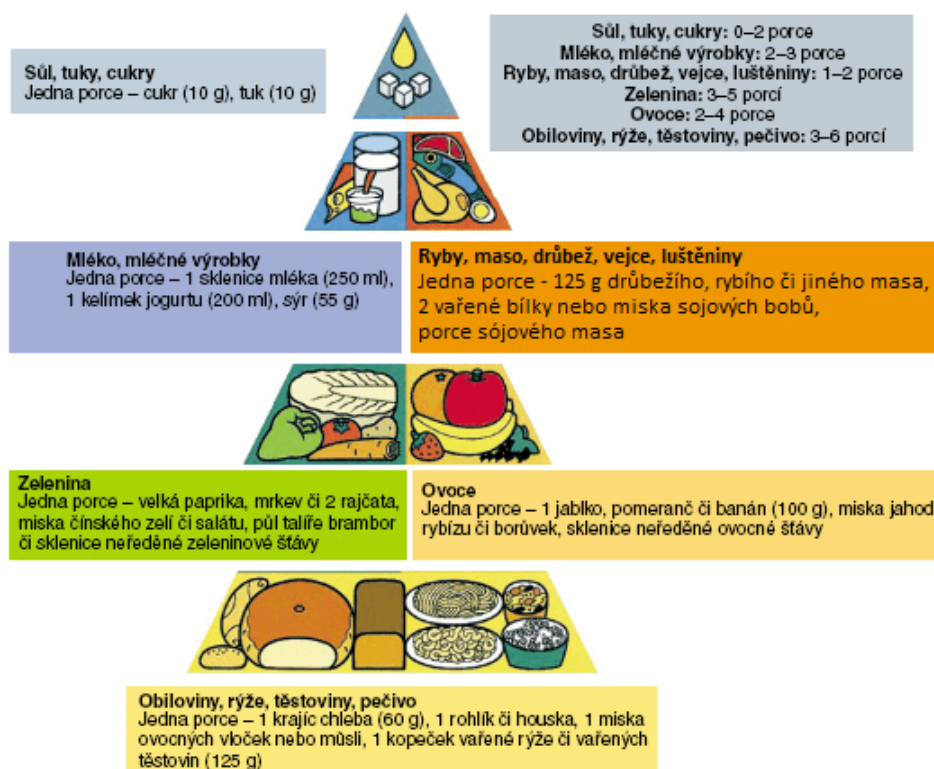 Sůl, tuky, cukry
Jedna porce – cukr (10 g), tuk (10 g)
Sůl, tuky, cukry: 0–2 porce
Mléko, mléčné výrobky: 2–3 porce
Ryby, maso, drůbež, vejce, luštěniny: 1–2 porce
Zelenina: 3–5 porcí
Ovoce: 2–4 porce
Obiloviny, rýže, těstoviny, pečivo: 3–6 porcí
Mléko, mléčné výrobky
Jedna porce – 1 sklenice mléka (250 ml),
1 kelímek jogurtu (200 ml), sýr (55 g)
Ryby, maso, drůbež, vejce, luštěniny
Jedna porce - 125 g drůbežího, rybího či jiného masa,
2 vařené bílky nebo miska sojových bobů,
porce sójového masa
Zelenina
Jedna porce – velká paprika, mrkev či 2 rajčata,
miska čínského zelí či salátu, půl talíře brambor
či sklenice neředěné zeleninové šťávy
Ovoce
Jedna porce – 1 jablko, pomeranč či banán (100 g), miska jahod
rybízu či borůvek, sklenice neředěné ovocné šťávy
Obiloviny, rýže, těstoviny, pečivo
Jedna porce – 1 krajíc chleba (60 g), 1 rohlík či houska, 1 miska
ovocných vloček nebo műsli, 1 kopeček vařené rýže či vařených
těstovin (125 g)